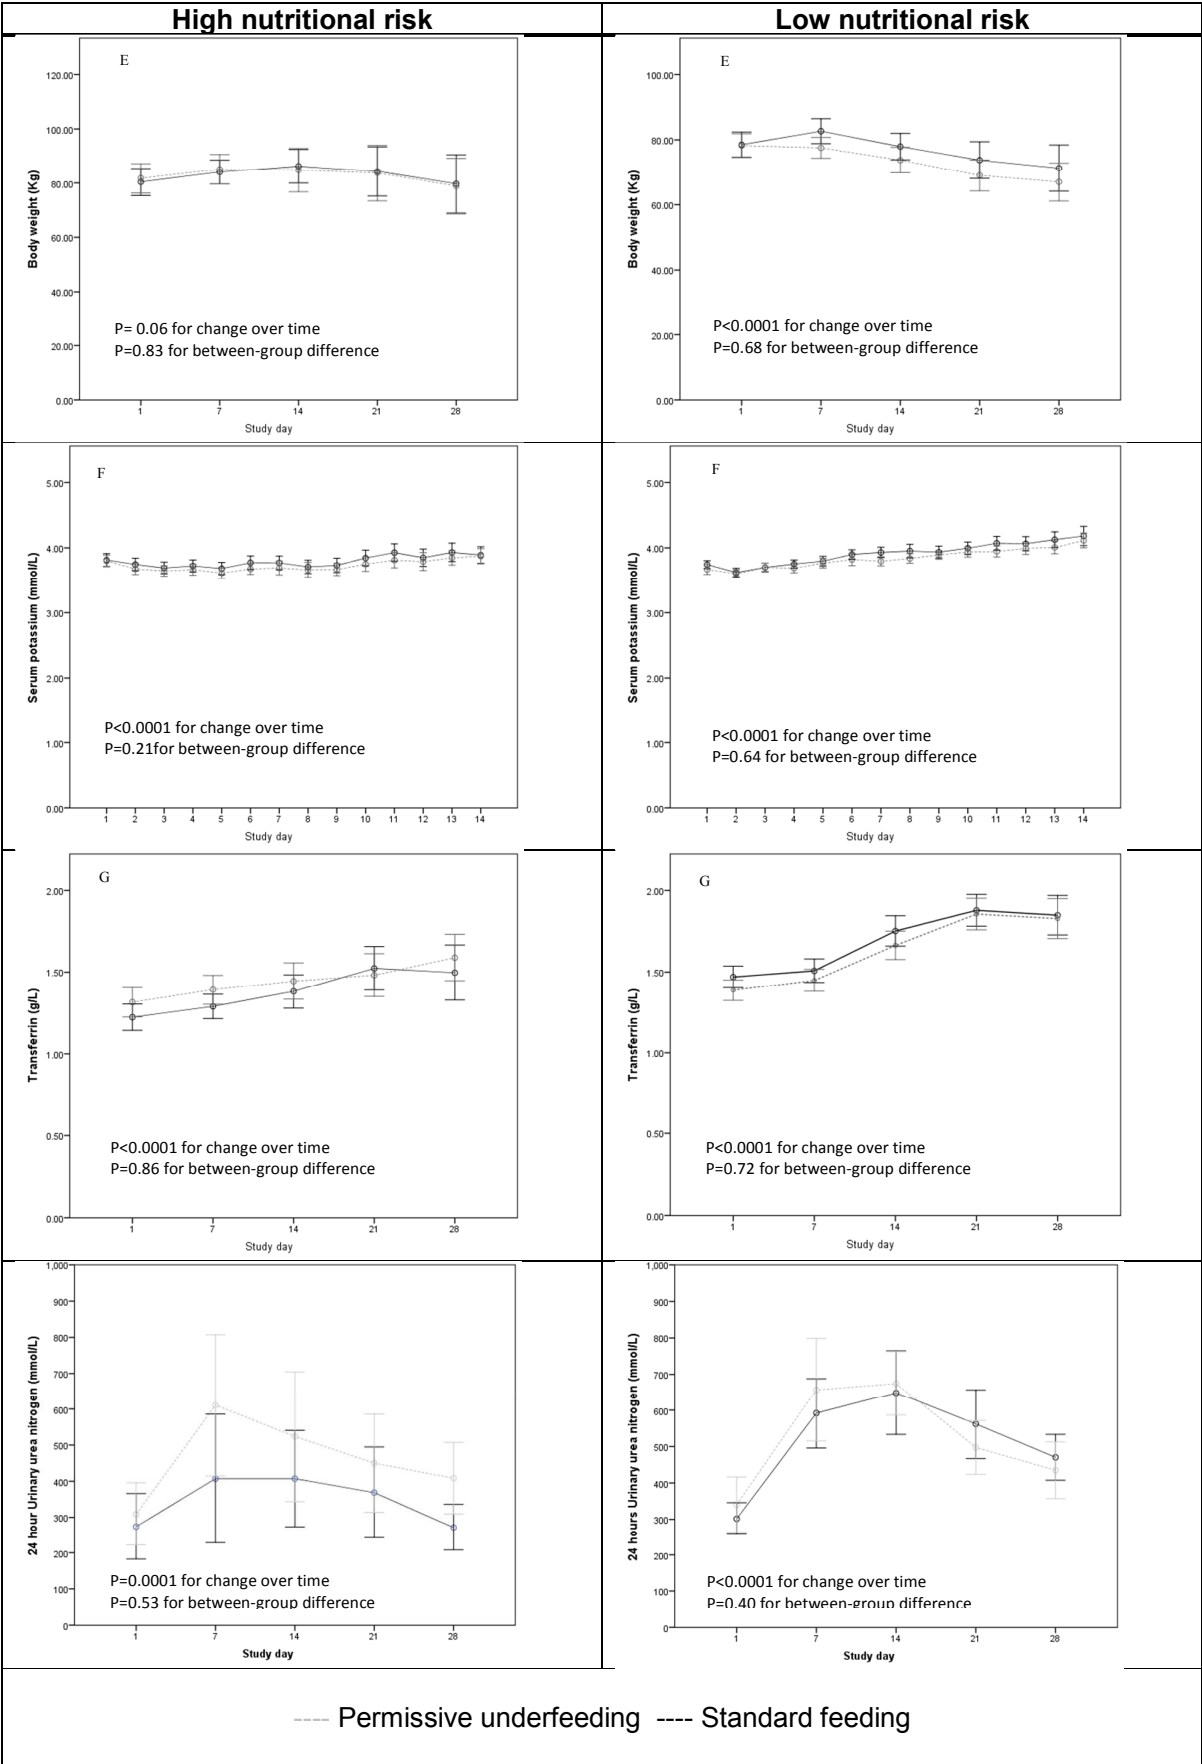 High nutritional risk
Low nutritional risk
E
120.00
100.00
80.00
60.00
40.00
20.00
0.00
Body weight (Kg)
P= 0.06 for change over time
P=0.83 for between-group difference
1 7 14 21 28
Study day
E
100.00
80.00
60.00
40.00
20.00
0.00
Body weight (Kg)
P<0.0001 for change over time
P=0.68 for between-group difference
1 7 14 21 28
Study day
F
5.00
4.00
3.00
2.00
1.00
0.00
Serum potassium (mmol/L)
P<0.0001 for change over time
P=0.21for between-group difference
1 2 3 4 5 6 7 8 9 10 11 12 13 14
Study day
F
5.00
4.00
3.00
2.00
1.00
0.00
Serum potassium (mmol/L)
P<0.0001 for change over time
P=0.64 for between-group difference
1 2 3 4 5 6 7 8 9 10 11 12 13 14
Study day
G
2.00
1.50
1.00
0.50
0.00
Transferrin (g/L)
P<0.0001 for change over time
P=0.86 for between-group difference
1 7 14 21 28
Study day
G
2.00
1.50
1.00
0.50
0.00
Transferrin (g/L)
P<0.0001 for change over time
P=0.72 for between-group difference
1 7 14 21 28
Study day
1,000
900
800
700
600
500
400
300
200
100
0
24 hour Urinary urea nitrogen (mmol/L)
P=0.0001 for change over time
P=0.53 for between-group difference
1 7 14 21 28
Study day
1,000
900
800
700
600
500
400
300
200
100
0
24 hours Urinary urea nitrogen (mmol/L)
P<0.0001 for change over time
P=0.40 for between-group difference
1 7 14 21 28
Study day
---- Permissive underfeeding ---- Standard feeding